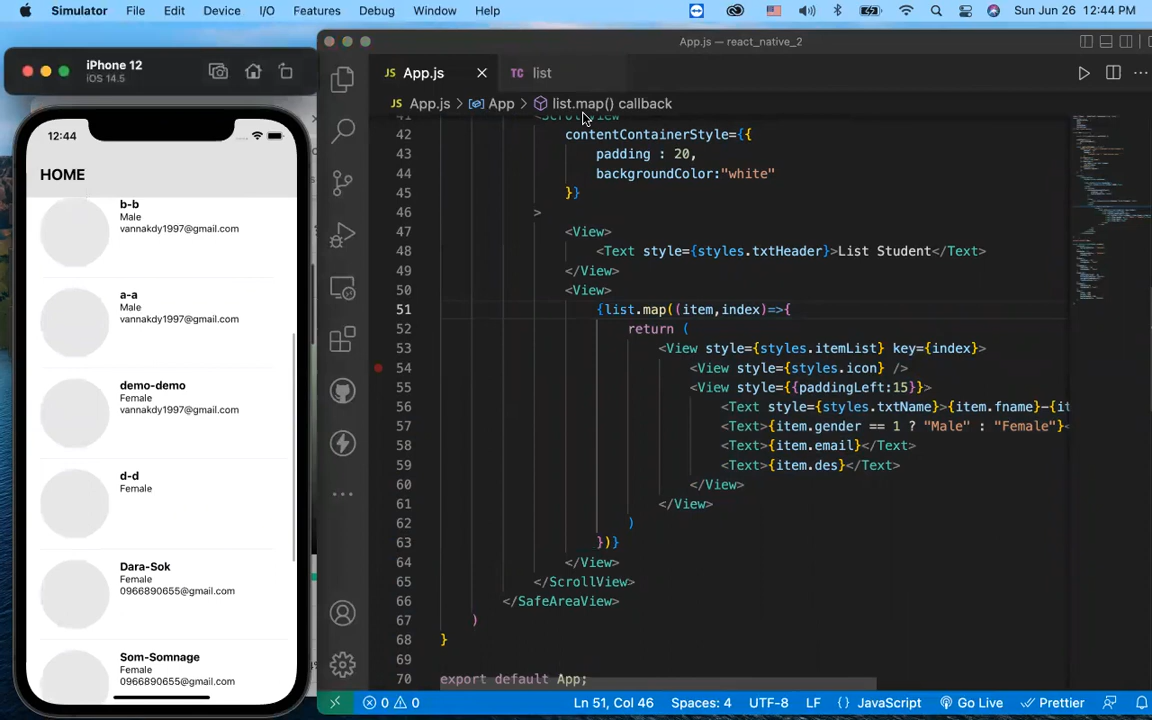 Simulator File Edit Device I/O Features Debug Window Help Sun Jun 26 12:44 PM
App.js — react_native_2
iPhone 12
iOS 14.5
12:44
HOME
b-b
Male
vannakdy1997@gmail.com
a-a
Male
vannakdy1997@gmail.com
demo-demo
Female
vannakdy1997@gmail.com
d-d
Female
Dara-Sok
Female
0966890655@gmail.com
Som-Somnage
Female
0966890655@gmail.com
JS App.js TC list
JS App.js > App > list.map() callback
41 <ScrollView
42 contentContainerStyle={{
43 padding : 20,
44 backgroundColor:"white"
45 }}
46 >
47 <View>
48 <Text style={styles.txtHeader}>List Student</Text>
49 </View>
50 <View>
51 {list.map((item,index)=>{
52 return (
53 <View style={styles.itemList} key={index}>
54 <View style={styles.icon} />
55 <View style={{paddingLeft:15}}>
56 <Text style={styles.txtName}>{item.fname}-{it
57 <Text>{item.gender == 1 ? "Male" : "Female"}<
58 <Text>{item.email}</Text>
59 <Text>{item.des}</Text>
60 </View>
61 </View>
62 )
63 })}
64 </View>
65 </ScrollView>
66 </SafeAreaView>
67 )
68 }
69
70 export default App;
0 0 Ln 51, Col 46 Spaces: 4 UTF-8 LF {} JavaScript Go Live Prettier